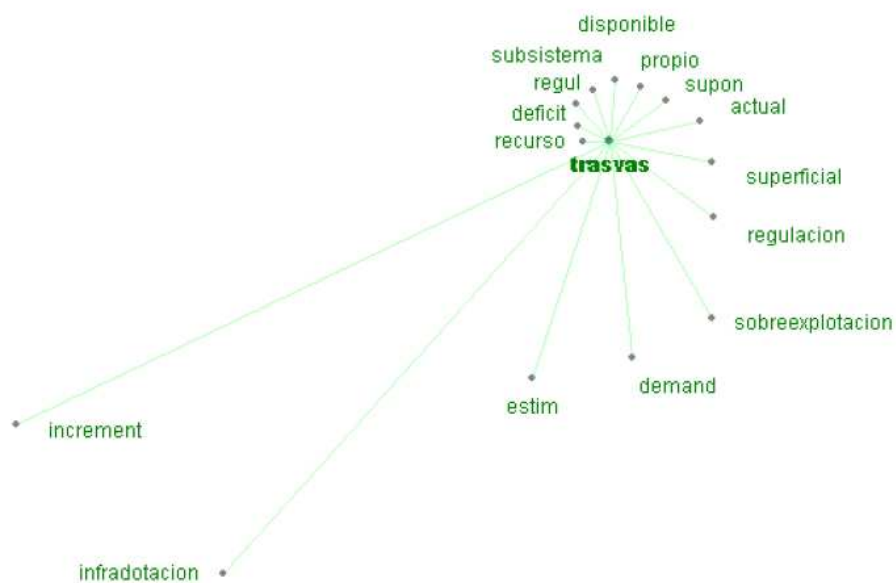 disponible
subsistema
propio
regul
supon
actual
deficit
recurso
trasvas
superficial
regulacion
sobreexplotacion
demand
estim
increment
infradotacion